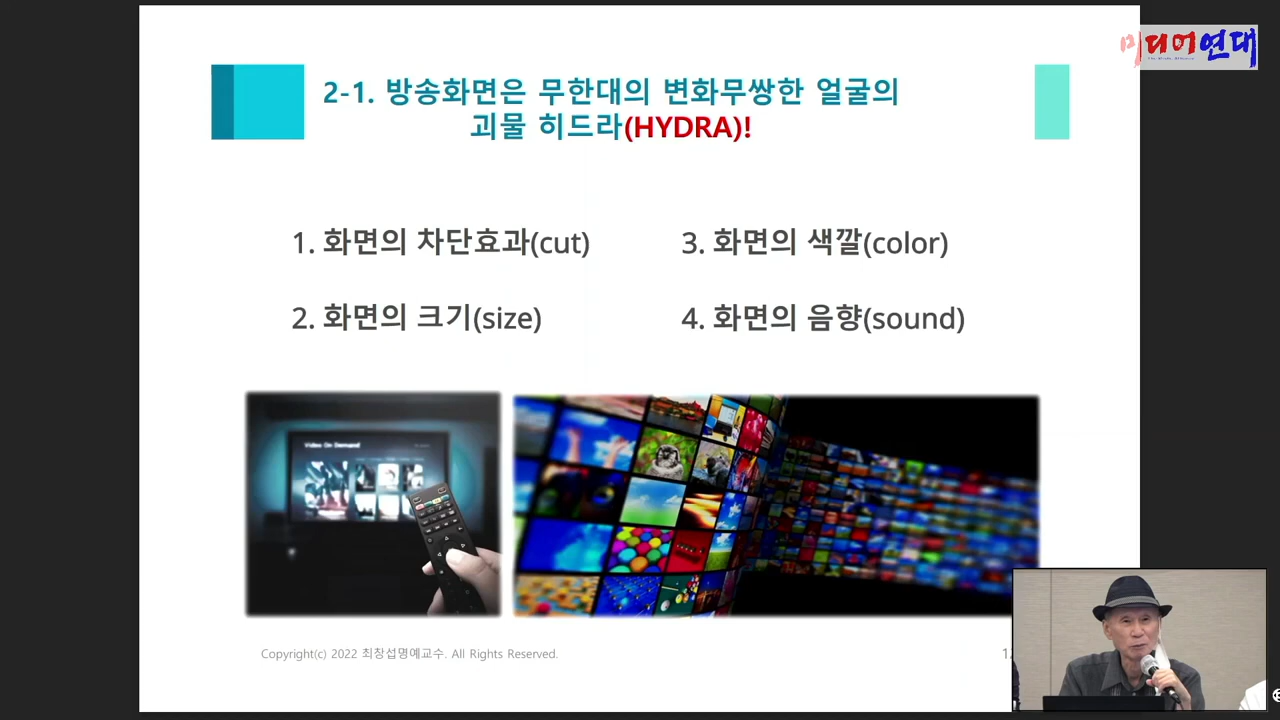 미디어연대
2-1. 방송화면은 무한대의 변화무쌍한 얼굴의
괴물 히드라(HYDRA)!
1. 화면의 차단효과(cut)
2. 화면의 크기(size)
3. 화면의 색깔(color)
4. 화면의 음향(sound)
Video On Demand
Copyright(c) 2022 최창섭명예교수. All Rights Reserved.